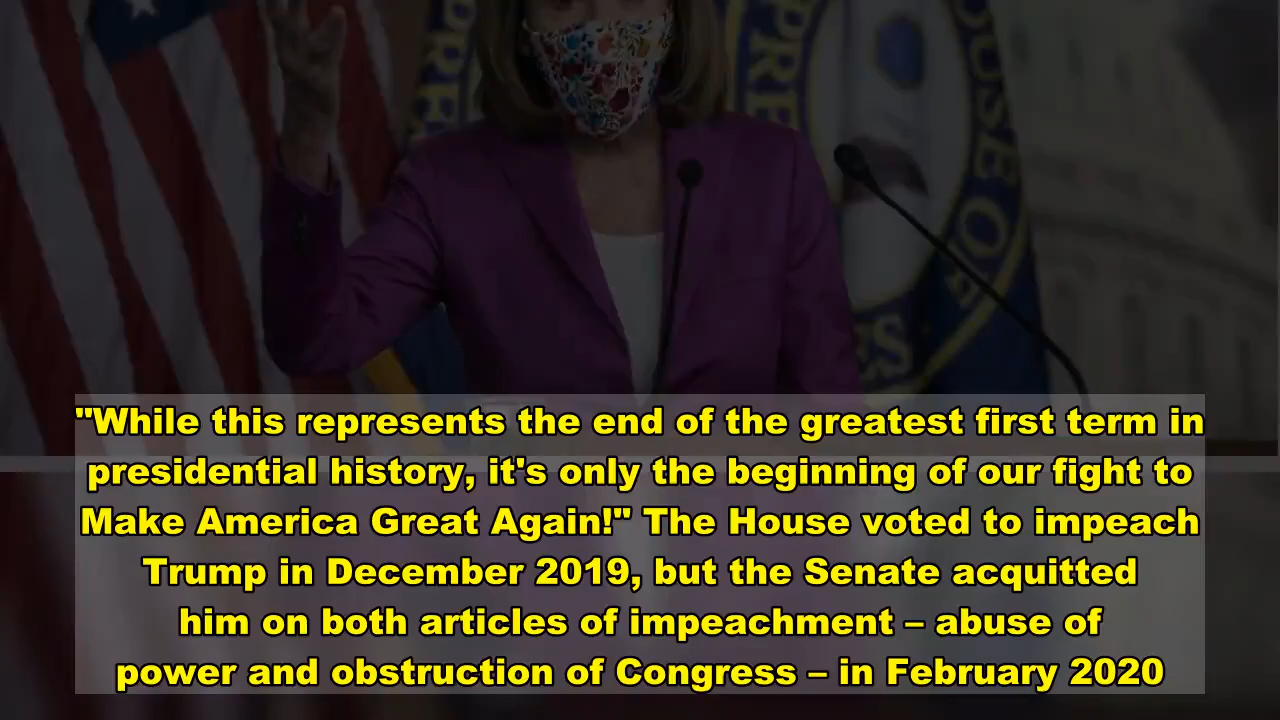 "While this represents the end of the greatest first term in
presidential history, it's only the beginning of our fight to
Make America Great Again!" The House voted to impeach
Trump in December 2019, but the Senate acquitted
him on both articles of impeachment – abuse of
power and obstruction of Congress – in February 2020